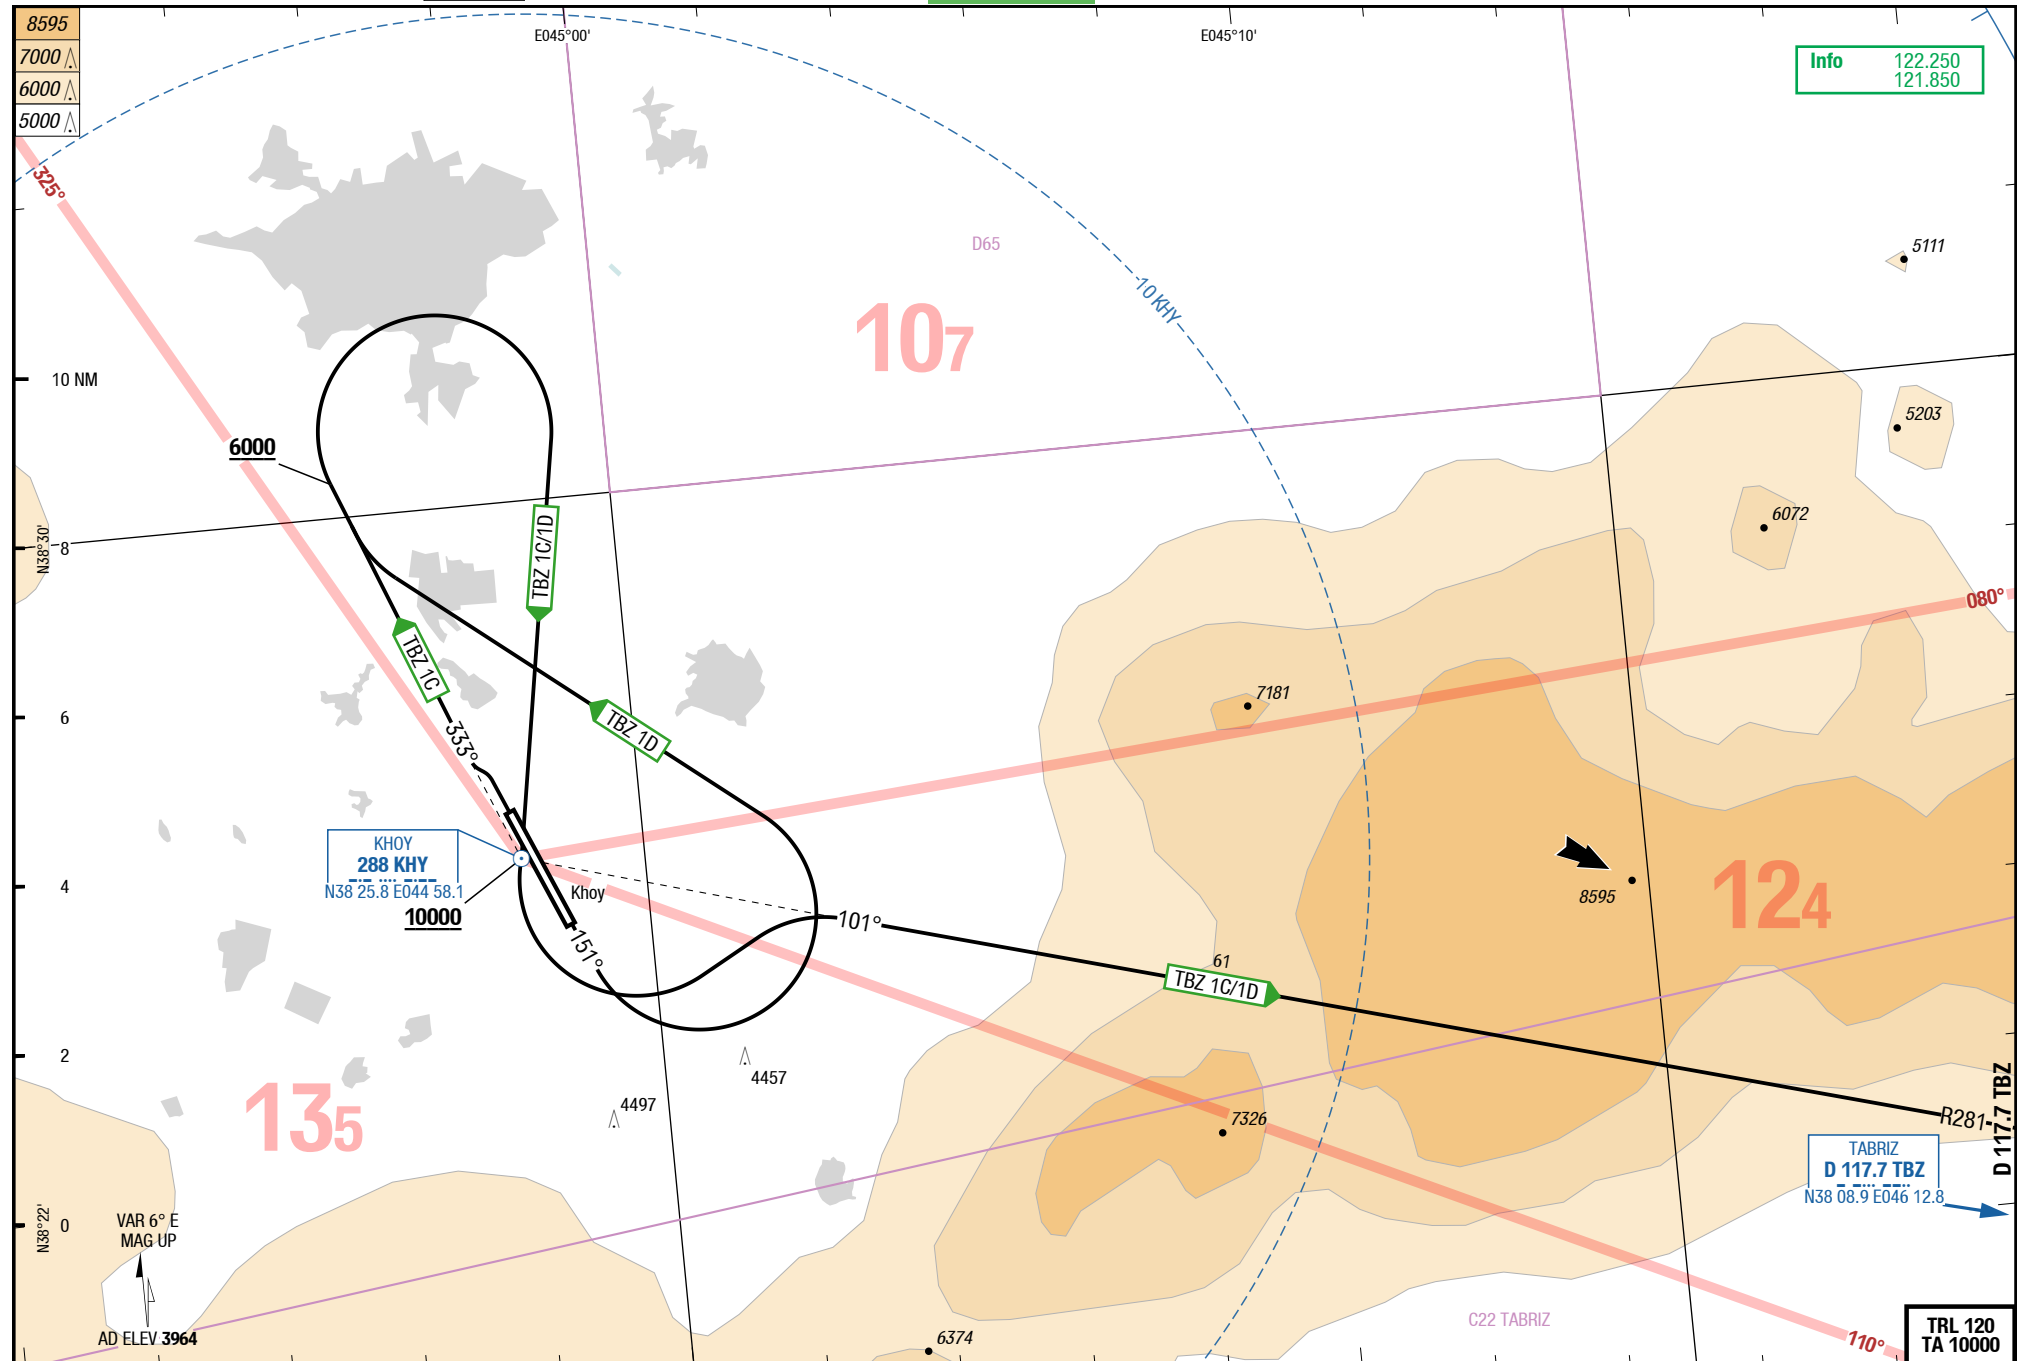 8595
7000
6000
5000
E045°00'
E045°10'
Info 122.250
121.850
325°
D65
5111
107
10 KHY
10 NM
5203
6000
6072
N38°30'
8
TBZ 1C/1D
080°
TBZ 1C
7181
6
TBZ 1D
333°
KHOY
288 KHY
N38 25.8 E044 58.1
4
Khoy
10000
8595
124
101°
151°
61
TBZ 1C/1D
2
4457
4497
7326
135
R281
D 117.7 TBZ
TABRIZ
D 117.7 TBZ
N38 08.9 E046 12.8
N38°22'
0
VAR 6° E
MAG UP
AD ELEV 3964
6374
C22 TABRIZ
110°
TRL 120
TA 10000